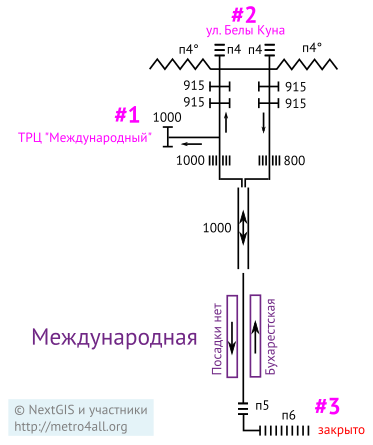 #2
ул. Белы Куна
п4° п4 п4 п4°
915 915
915 915
#1
1000
ТРЦ "Международный"
1000 800
1000
Посадки нет
Бухарестская
Международная
#3
п5
п6
закрыто
© NextGIS и участники
http://metro4all.org